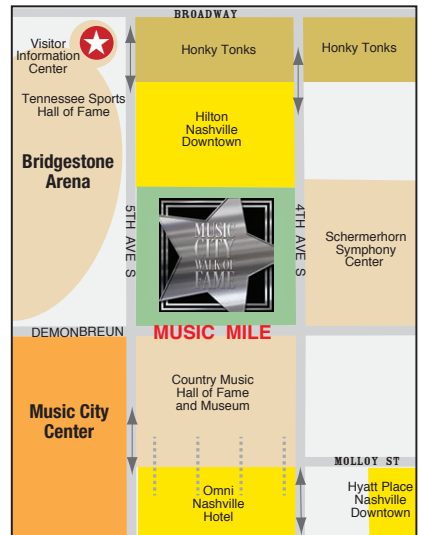 BROADWAY
Visitor
Information
Center
Honky Tonks
Honky Tonks
Tennessee Sports
Hall of Fame
Hilton
Nashville
Downtown
Bridgestone
Arena
5TH AVE S
MUSIC
CITY
WALK OF
FAME
4TH AVE S
Schermerhorn
Symphony
Center
DEMONBREUN
MUSIC MILE
Country Music
Hall of Fame
and Museum
Music City
Center
MOLLOY ST
Omni
Nashville
Hotel
Hyatt Place
Nashville
Downtown